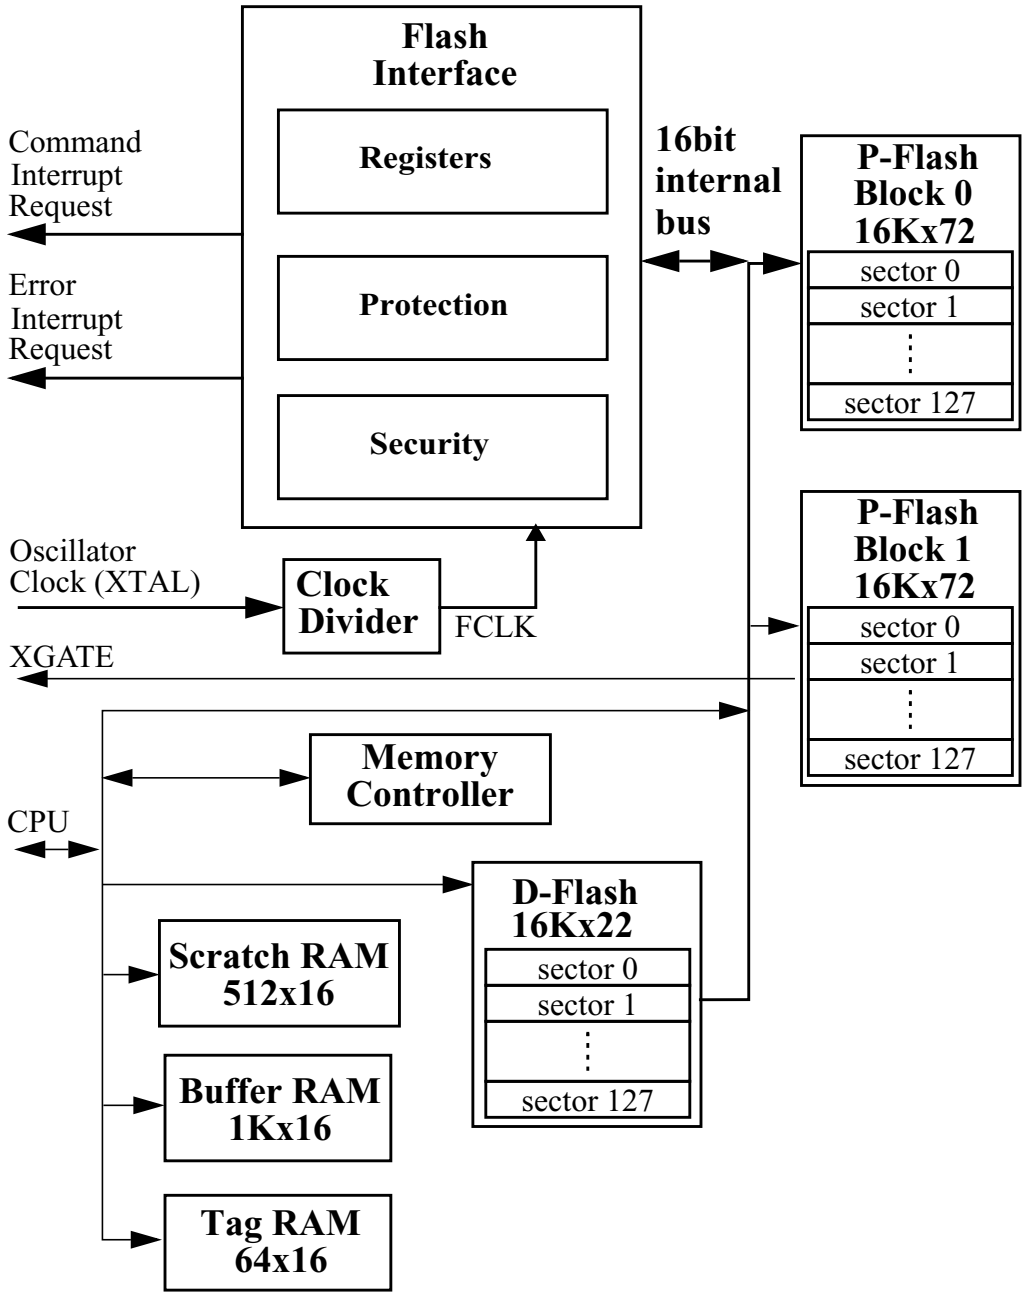 Flash
Interface
Registers
Protection
Security
Command
Interrupt
Request
Error
Interrupt
Request
16bit
internal
bus
P-Flash
Block 0
16Kx72
sector 0
sector 1
sector 127
Oscillator
Clock (XTAL)
Clock
Divider
FCLK
P-Flash
Block 1
16Kx72
sector 0
sector 1
sector 127
XGATE
Memory
Controller
CPU
D-Flash
16Kx22
sector 0
sector 1
sector 127
Scratch RAM
512x16
Buffer RAM
1Kx16
Tag RAM
64x16